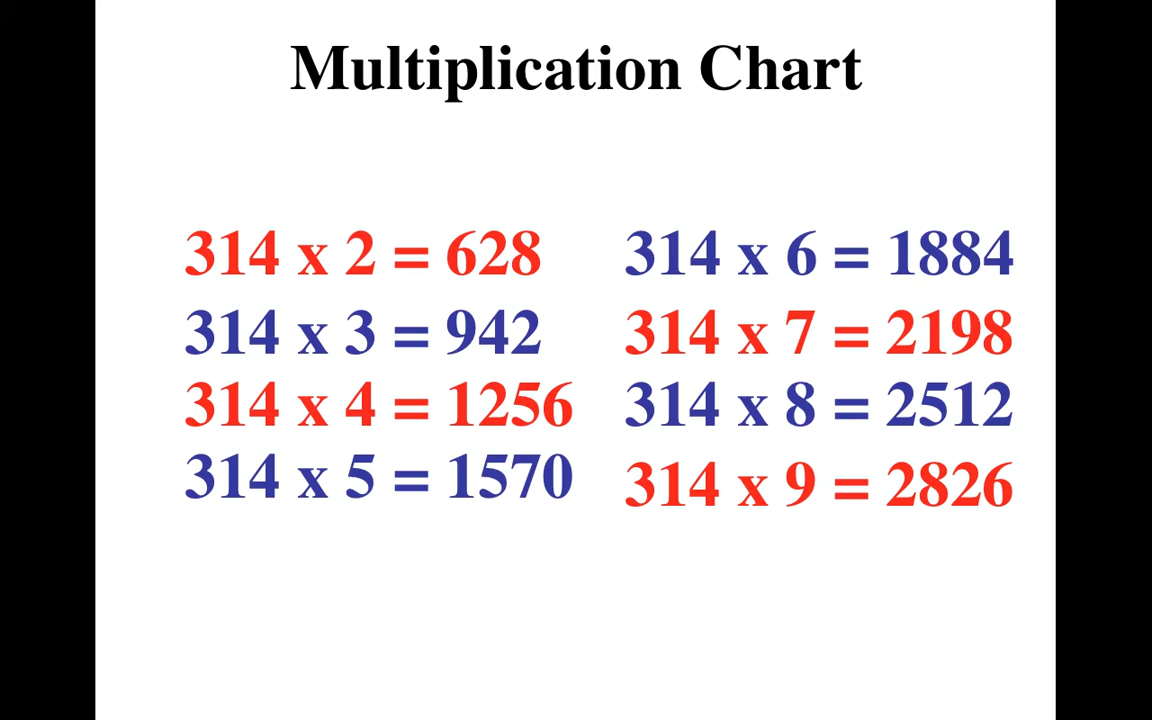 Multiplication Chart
314 x 2 = 628
314 x 3 = 942
314 x 4 = 1256
314 x 5 = 1570
314 x 6 = 1884
314 x 7 = 2198
314 x 8 = 2512
314 x 9 = 2826